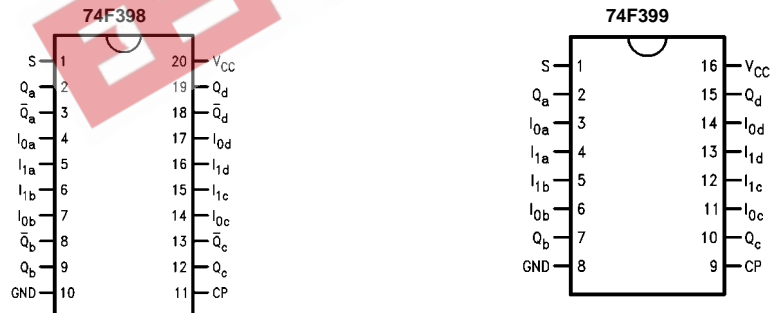 74F398 74F399
S 1 20 V_CC
Q_a 2 19 Q_d
Q̅_a 3 18 Q̅_d
I_0a 4 17 I_0d
I_1a 5 16 I_1d
I_1b 6 15 I_1c
I_0b 7 14 I_0c
Q̅_b 8 13 Q̅_c
Q_b 9 12 Q_c
GND 10 11 CP
S 1 16 V_CC
Q_a 2 15 Q_d
I_0a 3 14 I_0d
I_1a 4 13 I_1d
I_1b 5 12 I_1c
I_0b 6 11 I_0c
Q_b 7 10 Q_c
GND 8 9 CP